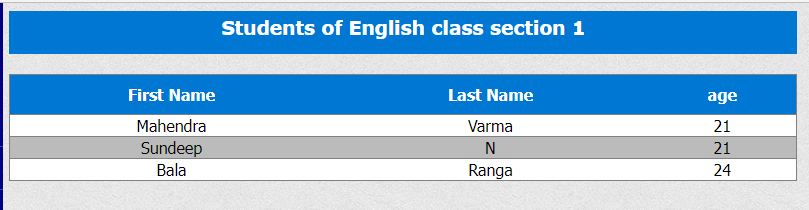 Students of English class section 1
First Name Last Name age
Mahendra Varma 21
Sundeep N 21
Bala Ranga 24